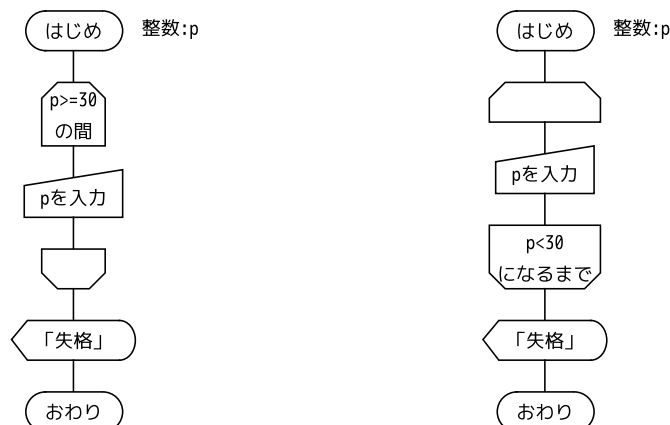 はじめ
整数:p
p>=30
の間
pを入力
「失格」
おわり
はじめ
整数:p
pを入力
p<30
になるまで
「失格」
おわり